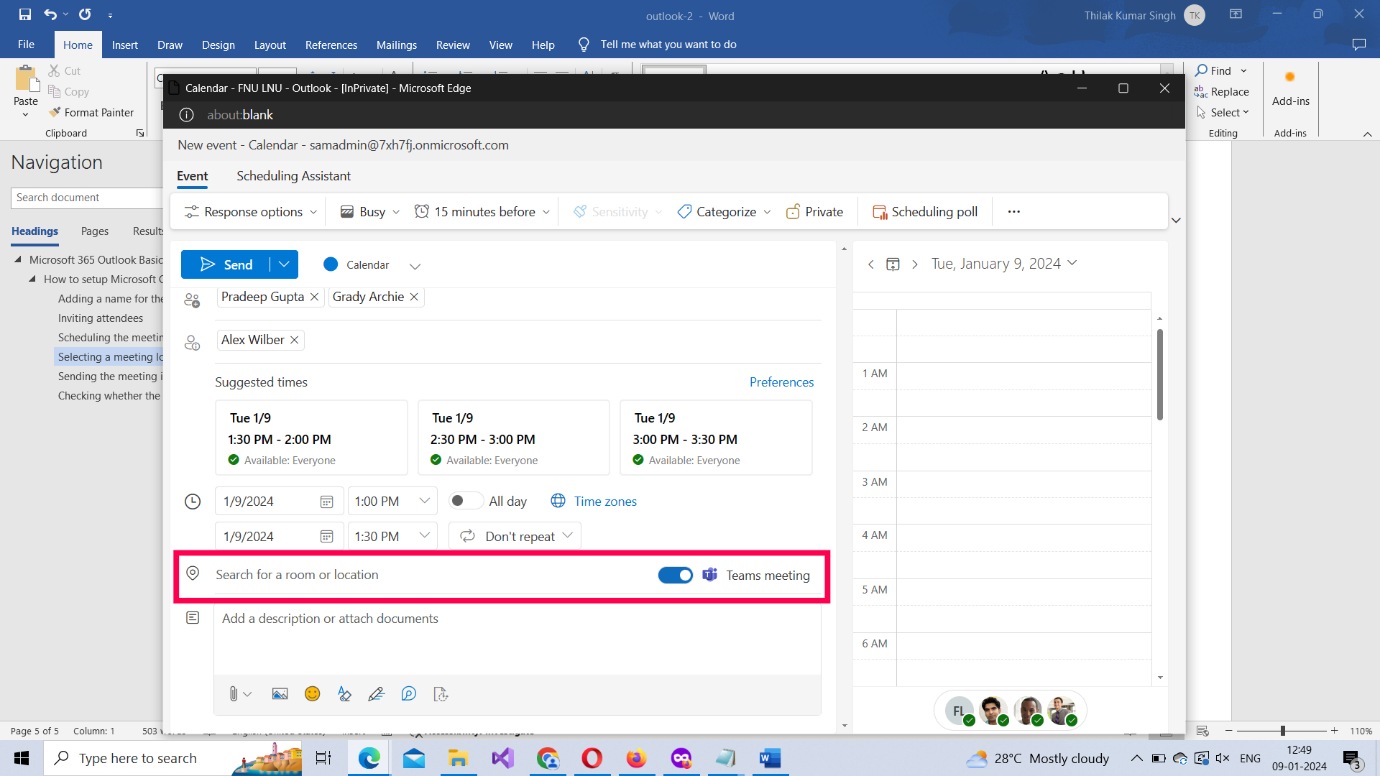 outlook-2 - Word
Thilak Kumar Singh TK
File Home Insert Draw Design Layout References Mailings Review View Help Tell me what you want to do
Paste
Cut
Copy
Format Painter
Clipboard
Find
Replace
Select
Editing
Add-ins
Add-ins
Navigation
Search document
Headings Pages
Microsoft 365 Outlook Basic
How to setup Microsoft
Adding a name for the
Inviting attendees
Scheduling the
Selecting a meeting
Sending the meeting
Checking whether the
Calendar - FNU LNU - Outlook - [InPrivate] - Microsoft Edge
about:blank
New event - Calendar - samadmin@7xh7fj.onmicrosoft.com
Event Scheduling Assistant
Response options Busy 15 minutes before Sensitivity Categorize Private Scheduling poll ...
Send Calendar
Pradeep Gupta Grady Archie
Alex Wilber
Suggested times Preferences
Tue 1/9
1:30 PM - 2:00 PM
Available: Everyone
Tue 1/9
2:30 PM - 3:00 PM
Available: Everyone
Tue 1/9
3:00 PM - 3:30 PM
Available: Everyone
1/9/2024 1:00 PM All day Time zones
1/9/2024 1:30 PM Don't repeat
Search for a room or location Teams meeting
Add a description or attach documents
Tue, January 9, 2024
1 AM
2 AM
3 AM
4 AM
5 AM
6 AM
FL
Page 5 of 5 Column: 1 503
110%
Type here to search
28°C Mostly cloudy ENG
12:49
09-01-2024
3